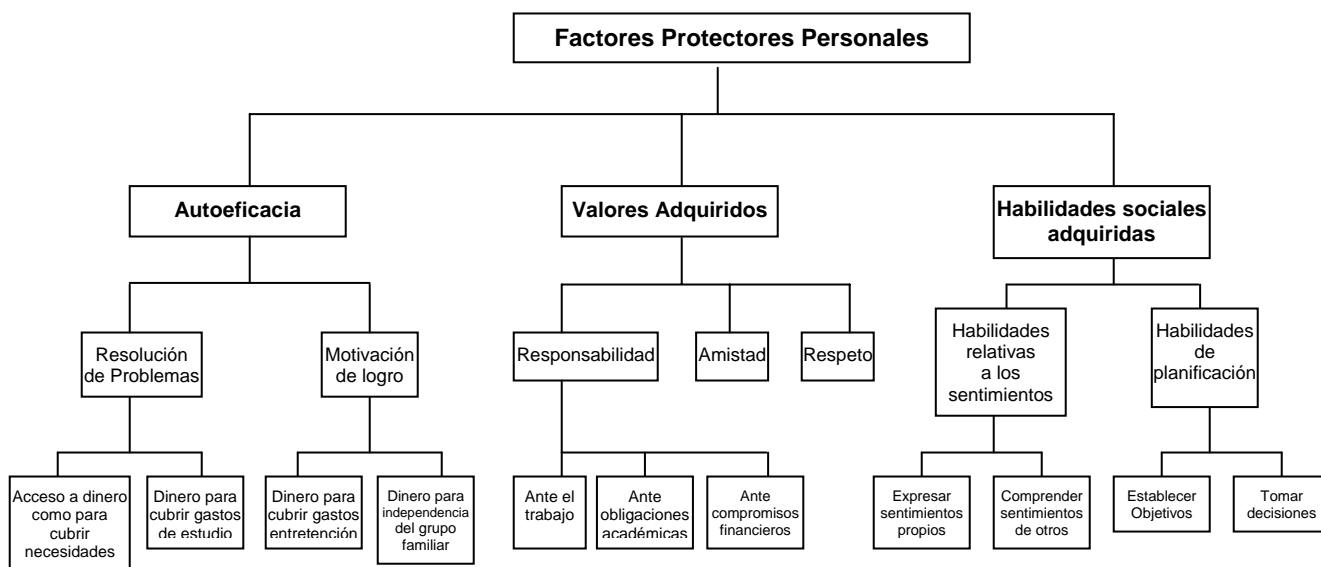 Factores Protectores Personales
Autoeficacia
Valores Adquiridos
Habilidades sociales
adquiridas
Resolución
de Problemas
Motivación
de logro
Responsabilidad
Amistad
Respeto
Habilidades
relativas
a los
sentimientos
Habilidades
de
planificación
Acceso a dinero
como para
cubrir
necesidades
Dinero para
cubrir gastos
de estudio
Dinero para
cubrir gastos
entretención
Dinero para
independencia
del grupo
familiar
Ante el
trabajo
Ante
obligaciones
académicas
Ante
compromisos
financieros
Expresar
sentimientos
propios
Comprender
sentimientos
de otros
Establecer
Objetivos
Tomar
decisiones